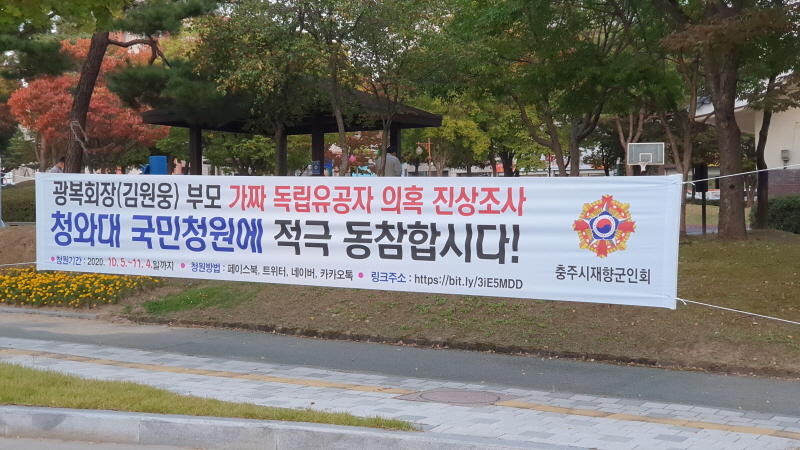 광복회장(김원웅) 부모 가짜 독립유공자 의혹 진상조사
청와대 국민청원에 적극 동참합시다!
•청원기간 : 2020. 10. 5.~11. 4.일까지 • 청원방법 : 페이스북, 트위터, 네이버, 카카오톡 • 링크주소 : https://bit.ly/3iE5MDD
충주시재향군인회